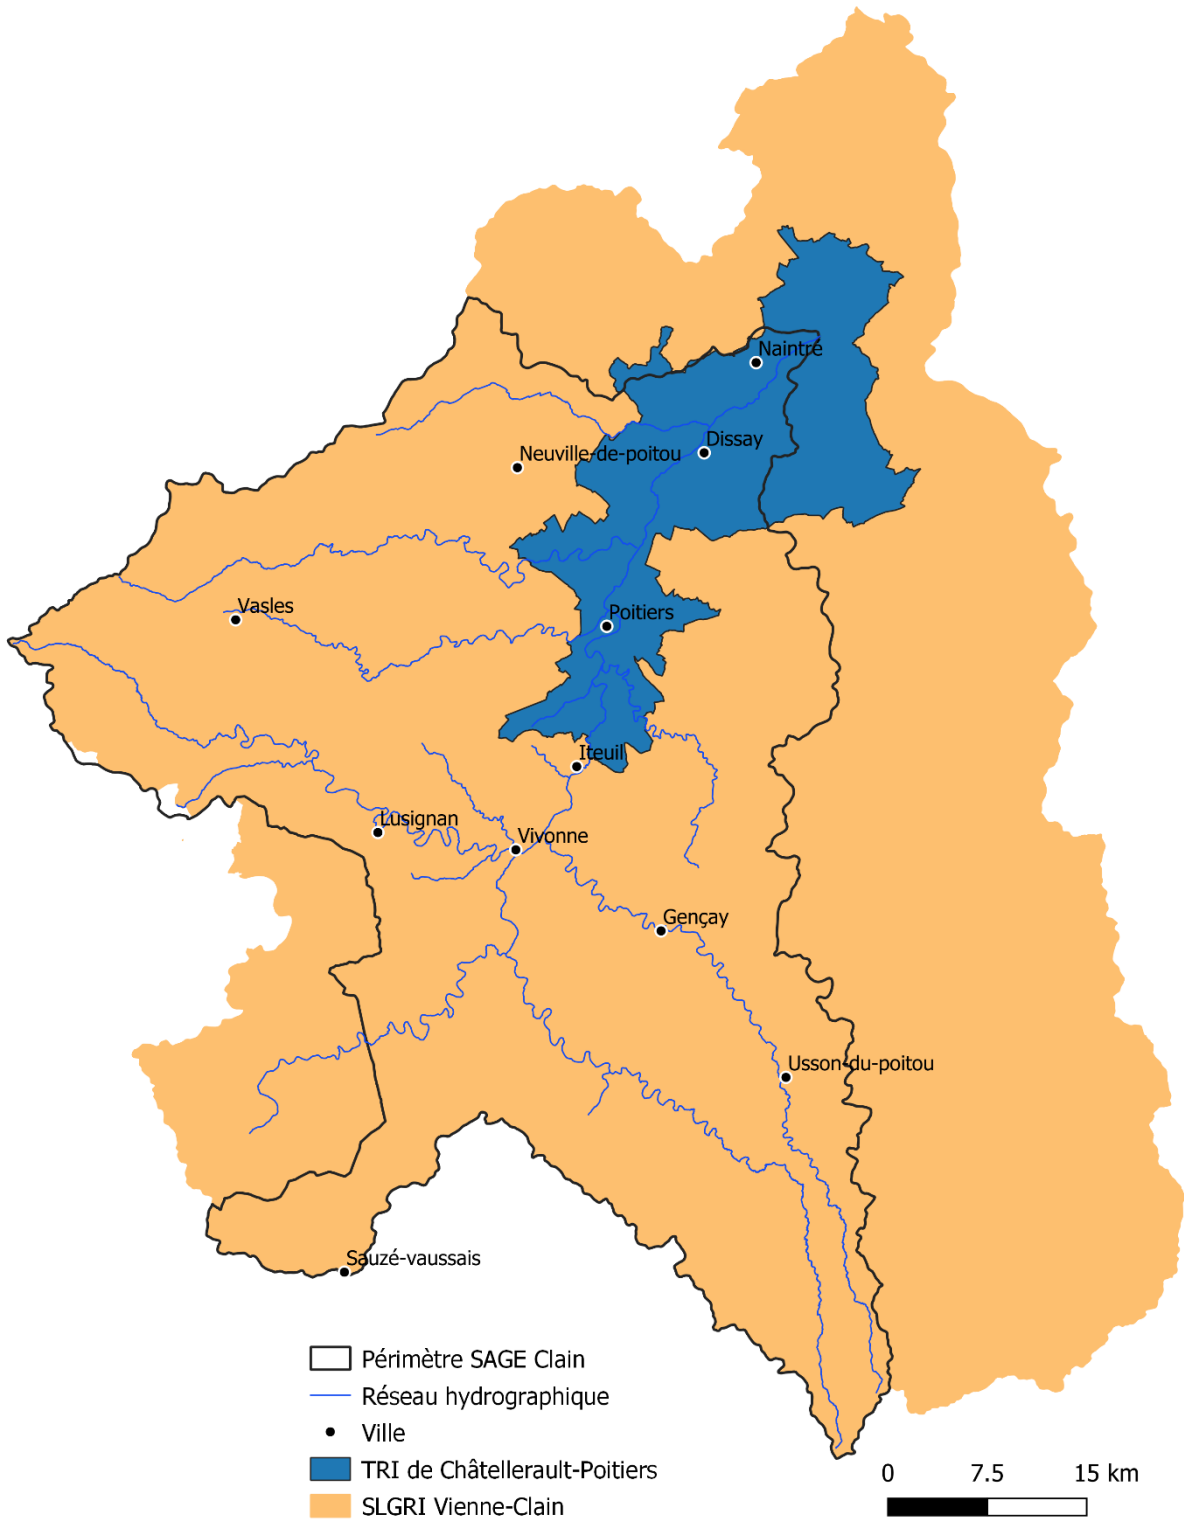 Naintré
Dissay
Neuville-de-poitou
Vasles
Poitiers
Iteuil
Lusignan
Vivonne
Gençay
Usson-du-poitou
Sauzé-vaussais
Périmètre SAGE Clain
Réseau hydrographique
Ville
TRI de Châtellerault-Poitiers
SLGRI Vienne-Clain
0 7.5 15 km